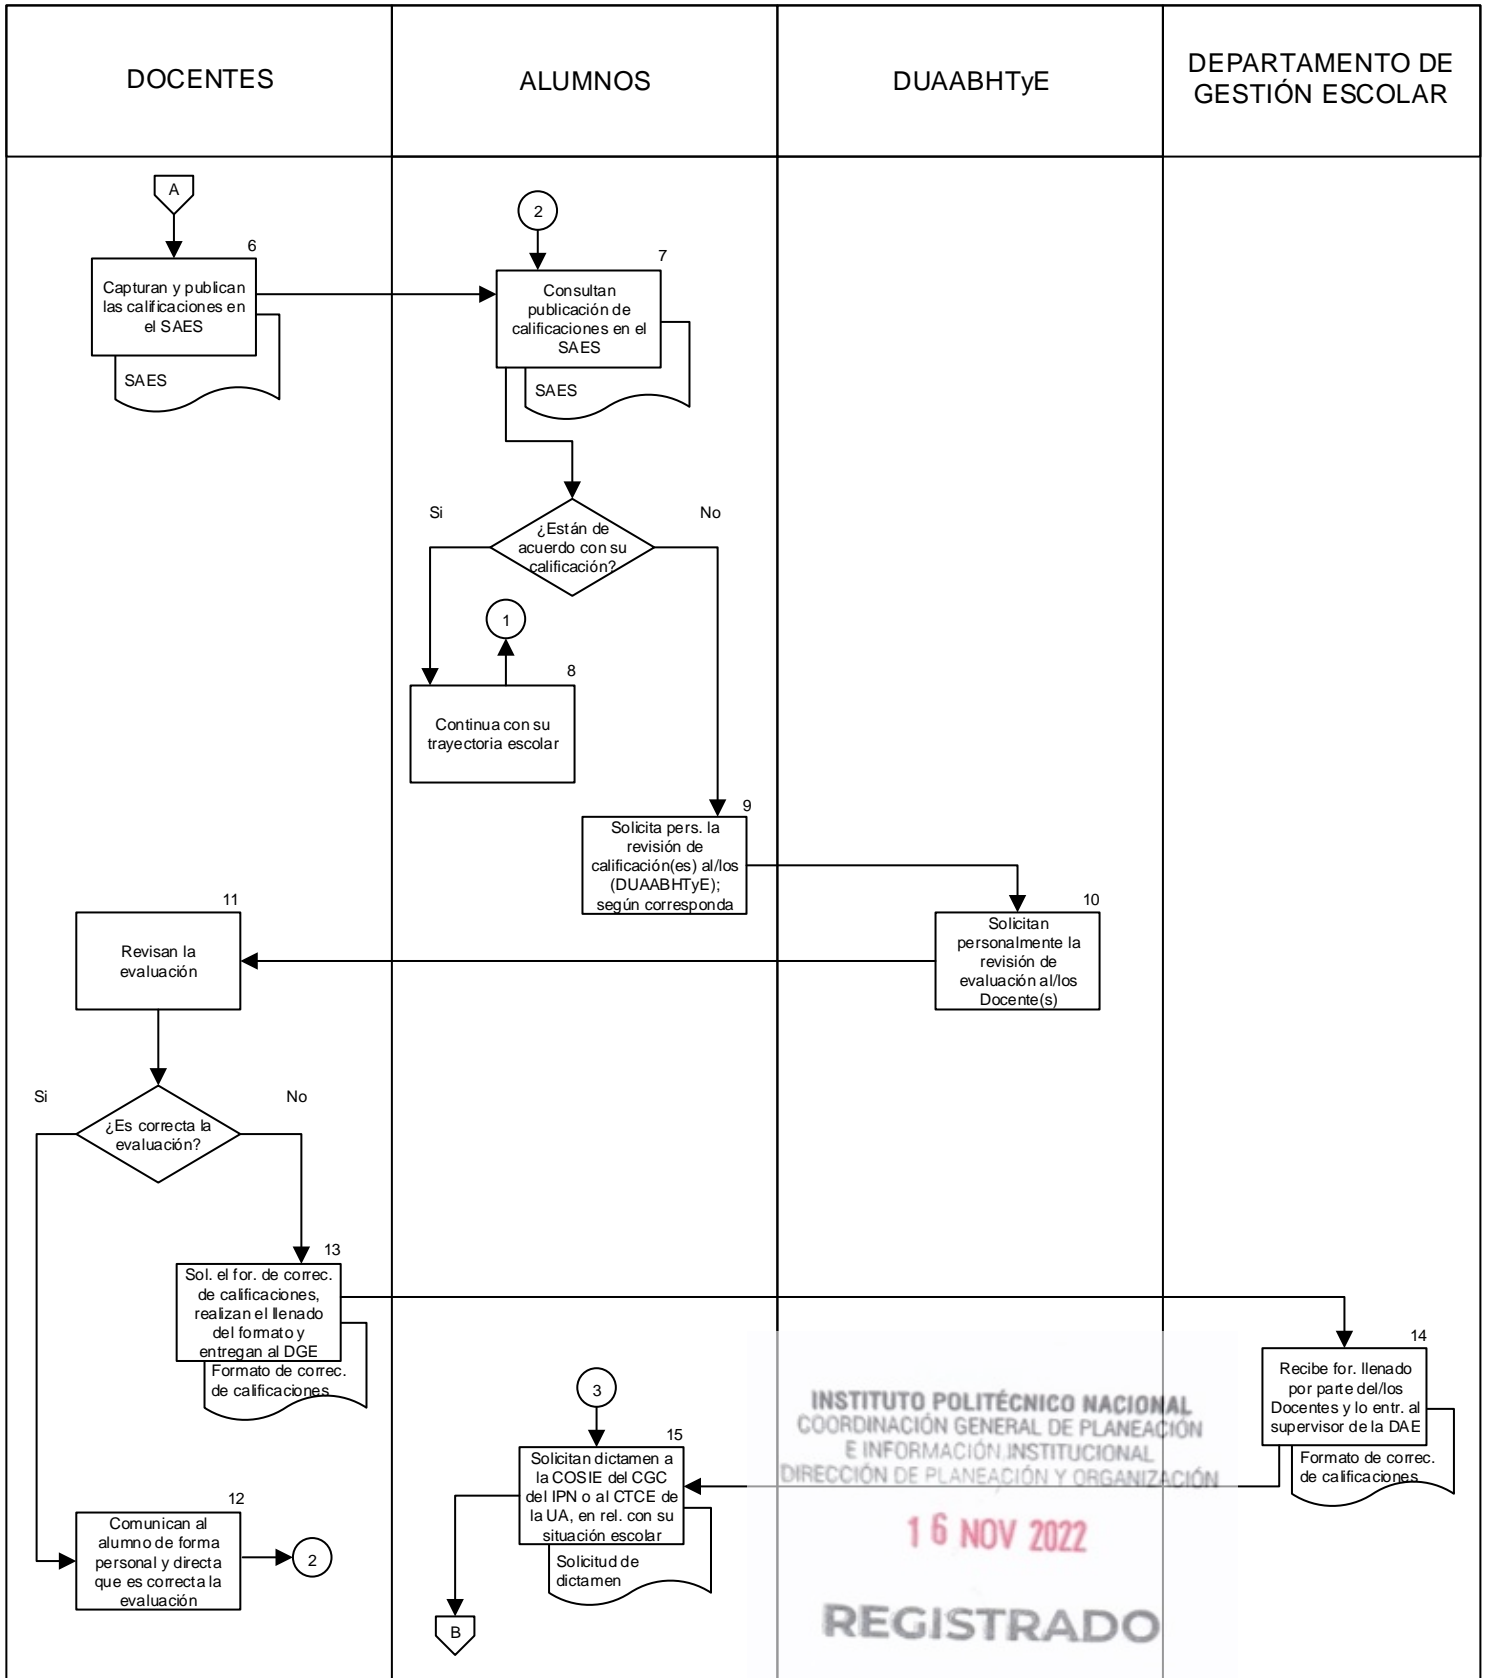 DOCENTES
ALUMNOS
DUAABHTyE
DEPARTAMENTO DE
GESTIÓN ESCOLAR
A
6
Capturan y publican
las calificaciones en
el SAES
SAES
2
7
Consultan
publicación de
calificaciones en el
SAES
SAES
¿Están de
acuerdo con su
calificación?
Si
No
1
8
Continua con su
trayectoria escolar
9
Solicita pers. la
revisión de
calificación(es) al/los
(DUAABHTyE);
según corresponda
10
Solicitan
personalmente la
revisión de
evaluación al/los
Docente(s)
11
Revisan la
evaluación
Si
No
¿Es correcta la
evaluación?
13
Sol. el for. de correc.
de calificaciones,
realizan el llenado
del formato y
entregan al DGE
Formato de correc.
de calificaciones
14
Recibe for. llenado
por parte del/los
Docentes y lo entr. al
supervisor de la DAE
Formato de correc.
de calificaciones
3
15
Solicitan dictamen a
la COSIE del CGC
del IPN o al CTCE de
la UA, en rel. con su
situación escolar
Solicitud de
dictamen
B
12
Comunican al
alumno de forma
personal y directa
que es correcta la
evaluación
2
INSTITUTO POLITÉCNICO NACIONAL
COORDINACIÓN GENERAL DE PLANEACIÓN
E INFORMACIÓN INSTITUCIONAL
DIRECCIÓN DE PLANEACIÓN Y ORGANIZACIÓN
16 NOV 2022
REGISTRADO